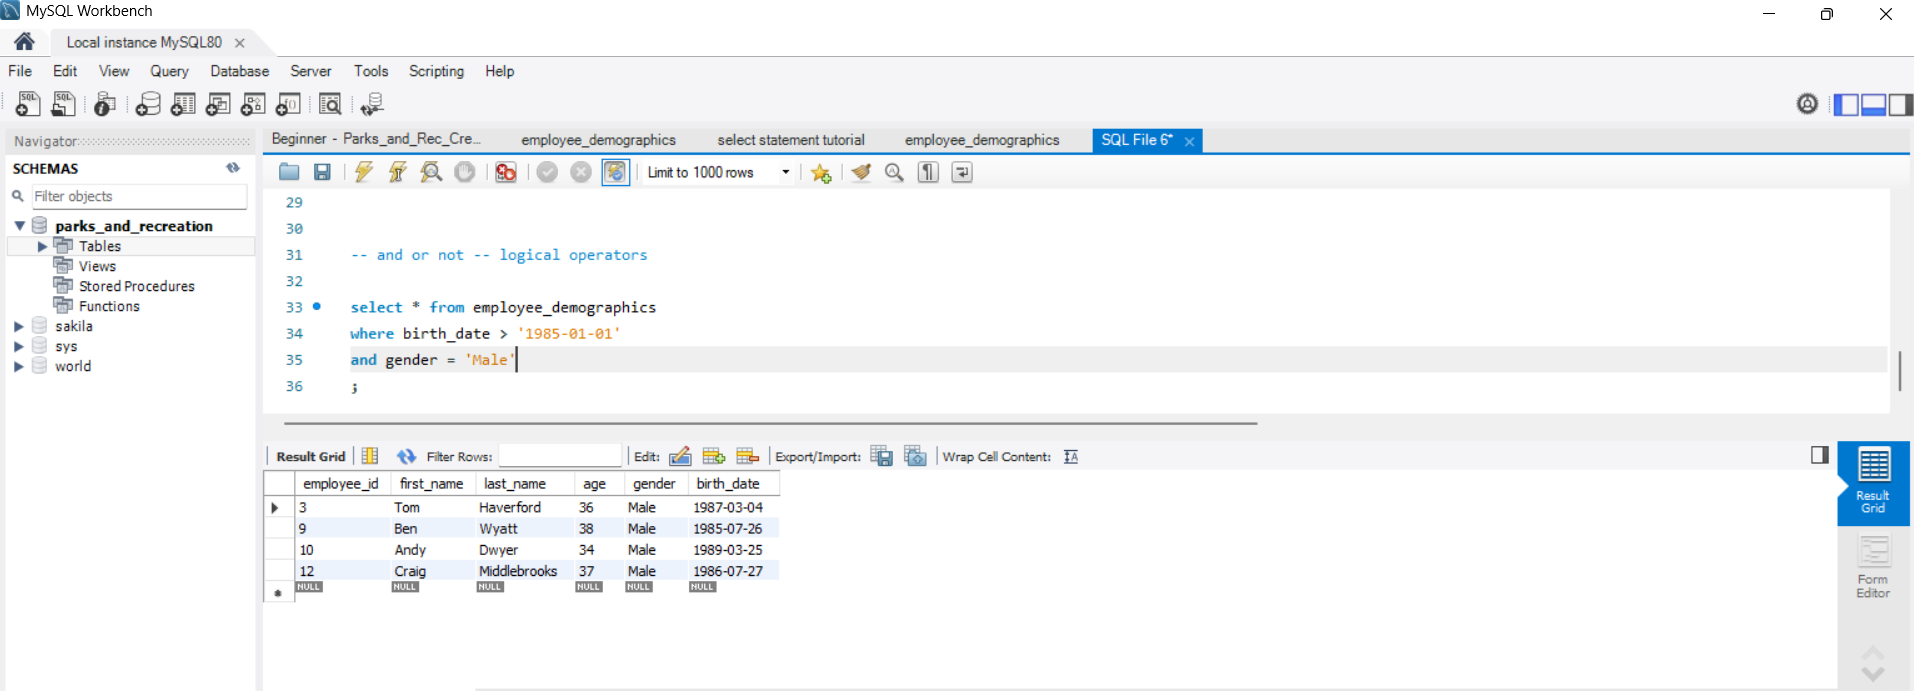 MySQL Workbench
Local instance MySQL80
File Edit View Query Database Server Tools Scripting Help
Navigator
SCHEMAS
Filter objects
parks_and_recreation
Tables
Views
Stored Procedures
Functions
sakila
sys
world
Beginner - Parks_and_Rec_Cre... employee_demographics select statement tutorial employee_demographics SQL File 6*
Limit to 1000 rows
29
30
31 -- and or not -- logical operators
32
33 select * from employee_demographics
34 where birth_date > '1985-01-01'
35 and gender = 'Male'
36 ;
Result Grid Filter Rows: Edit: Export/Import: Wrap Cell Content:
employee_id first_name last_name age gender birth_date
3 Tom Haverford 36 Male 1987-03-04
9 Ben Wyatt 38 Male 1985-07-26
10 Andy Dwyer 34 Male 1989-03-25
12 Craig Middlebrooks 37 Male 1986-07-27
NULL NULL NULL NULL NULL NULL
Result
Grid
Form
Editor